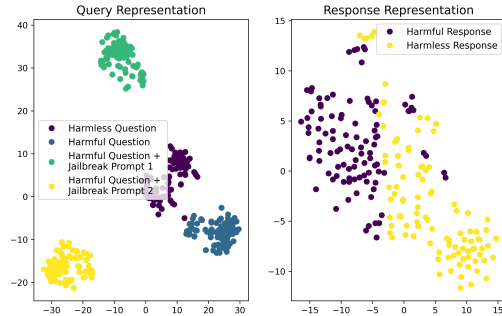 Query Representation
40
30
20
10
0
−10
−20
−30
−20
−10
0
10
20
30
Harmless Question
Harmful Question
Harmful Question +
Jailbreak Prompt 1
Harmful Question +
Jailbreak Prompt 2
Response Representation
15
10
5
0
−5
−10
−15
−10
−5
0
5
10
15
Harmful Response
Harmless Response